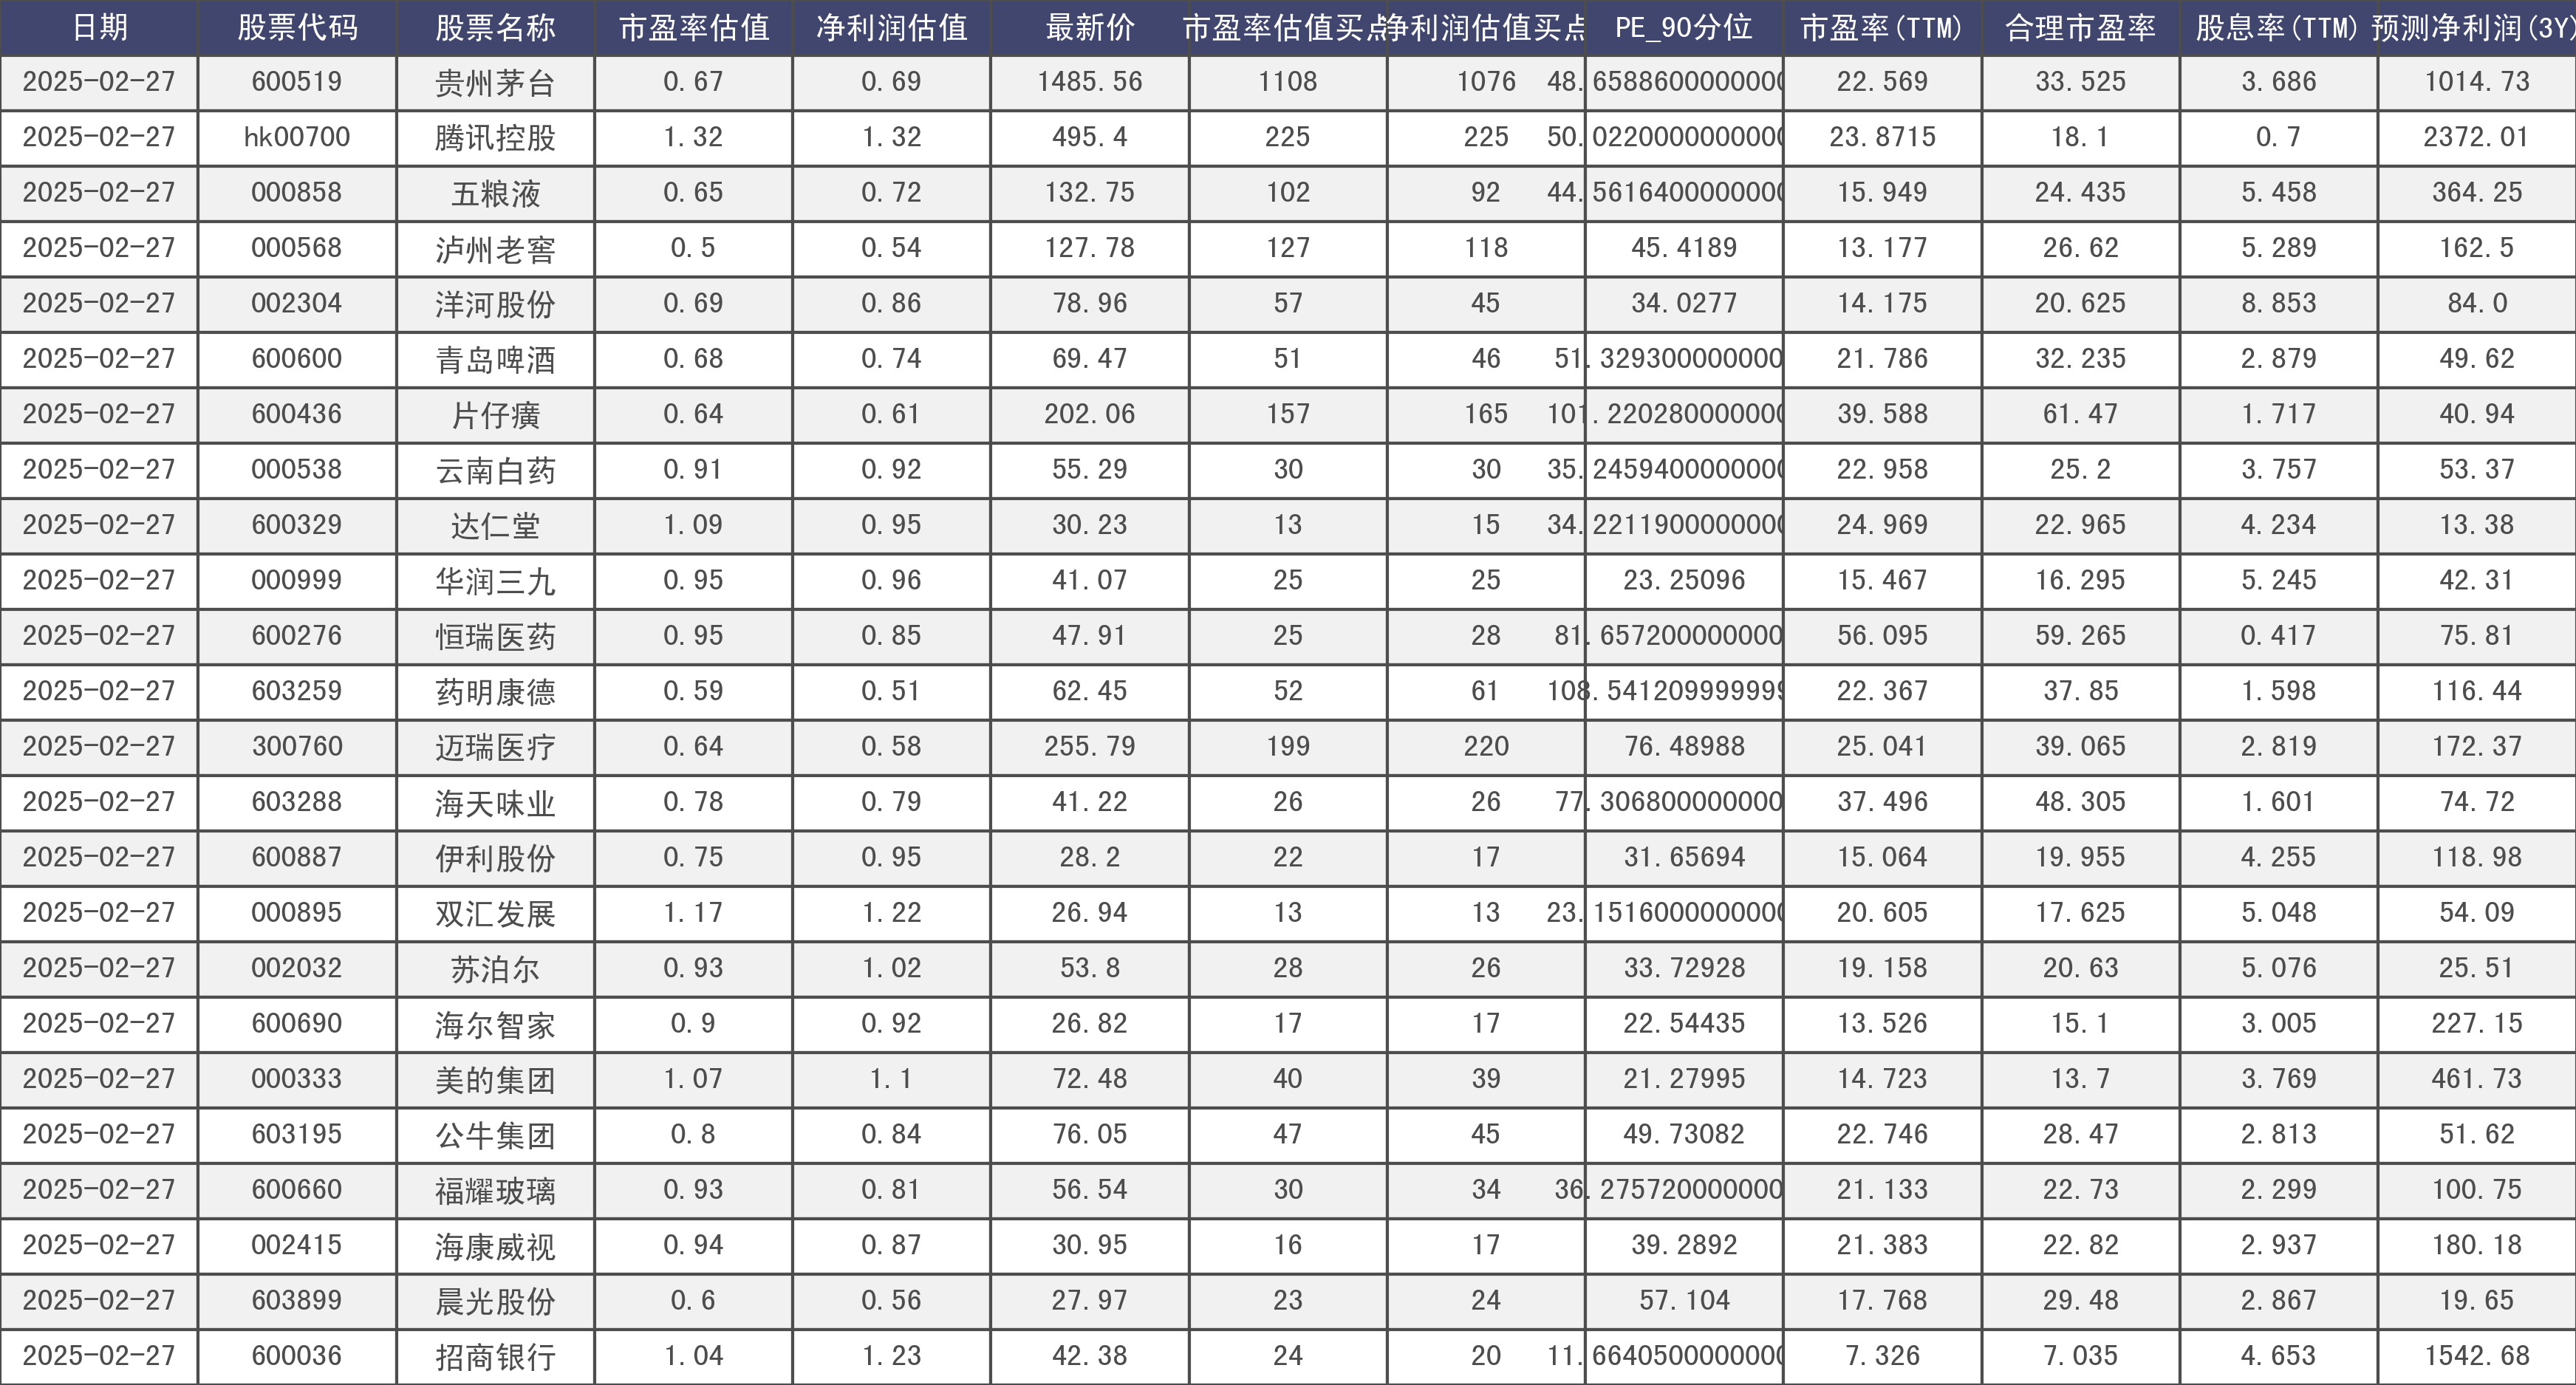 日期 股票代码 股票名称 市盈率估值 净利润估值 最新价 市盈率估值买点 净利润估值买点 PE_90分位 市盈率(TTM) 合理市盈率 股息率(TTM) 预测净利润(3Y)
2025-02-27 600519 贵州茅台 0.67 0.69 1485.56 1108 1076 48.6588600000000 22.569 33.525 3.686 1014.73
2025-02-27 hk00700 腾讯控股 1.32 1.32 495.4 225 225 50.0220000000000 23.8715 18.1 0.7 2372.01
2025-02-27 000858 五粮液 0.65 0.72 132.75 102 92 44.5616400000000 15.949 24.435 5.458 364.25
2025-02-27 000568 泸州老窖 0.5 0.54 127.78 127 118 45.4189 13.177 26.62 5.289 162.5
2025-02-27 002304 洋河股份 0.69 0.86 78.96 57 45 34.0277 14.175 20.625 8.853 84.0
2025-02-27 600600 青岛啤酒 0.68 0.74 69.47 51 46 51.329300000000 21.786 32.235 2.879 49.62
2025-02-27 600436 片仔癀 0.64 0.61 202.06 157 165 101.220280000000 39.588 61.47 1.717 40.94
2025-02-27 000538 云南白药 0.91 0.92 55.29 30 30 35.2459400000000 22.958 25.2 3.757 53.37
2025-02-27 600329 达仁堂 1.09 0.95 30.23 13 15 34.2211900000000 24.969 22.965 4.234 13.38
2025-02-27 000999 华润三九 0.95 0.96 41.07 25 25 23.25096 15.467 16.295 5.245 42.31
2025-02-27 600276 恒瑞医药 0.95 0.85 47.91 25 28 81.657200000000 56.095 59.265 0.417 75.81
2025-02-27 603259 药明康德 0.59 0.51 62.45 52 61 108.541209999999 22.367 37.85 1.598 116.44
2025-02-27 300760 迈瑞医疗 0.64 0.58 255.79 199 220 76.48988 25.041 39.065 2.819 172.37
2025-02-27 603288 海天味业 0.78 0.79 41.22 26 26 77.306800000000 37.496 48.305 1.601 74.72
2025-02-27 600887 伊利股份 0.75 0.95 28.2 22 17 31.65694 15.064 19.955 4.255 118.98
2025-02-27 000895 双汇发展 1.17 1.22 26.94 13 13 23.1516000000000 20.605 17.625 5.048 54.09
2025-02-27 002032 苏泊尔 0.93 1.02 53.8 28 26 33.72928 19.158 20.63 5.076 25.51
2025-02-27 600690 海尔智家 0.9 0.92 26.82 17 17 22.54435 13.526 15.1 3.005 227.15
2025-02-27 000333 美的集团 1.07 1.1 72.48 40 39 21.27995 14.723 13.7 3.769 461.73
2025-02-27 603195 公牛集团 0.8 0.84 76.05 47 45 49.73082 22.746 28.47 2.813 51.62
2025-02-27 600660 福耀玻璃 0.93 0.81 56.54 30 34 36.275720000000 21.133 22.73 2.299 100.75
2025-02-27 002415 海康威视 0.94 0.87 30.95 16 17 39.2892 21.383 22.82 2.937 180.18
2025-02-27 603899 晨光股份 0.6 0.56 27.97 23 24 57.104 17.768 29.48 2.867 19.65
2025-02-27 600036 招商银行 1.04 1.23 42.38 24 20 11.6640500000000 7.326 7.035 4.653 1542.68